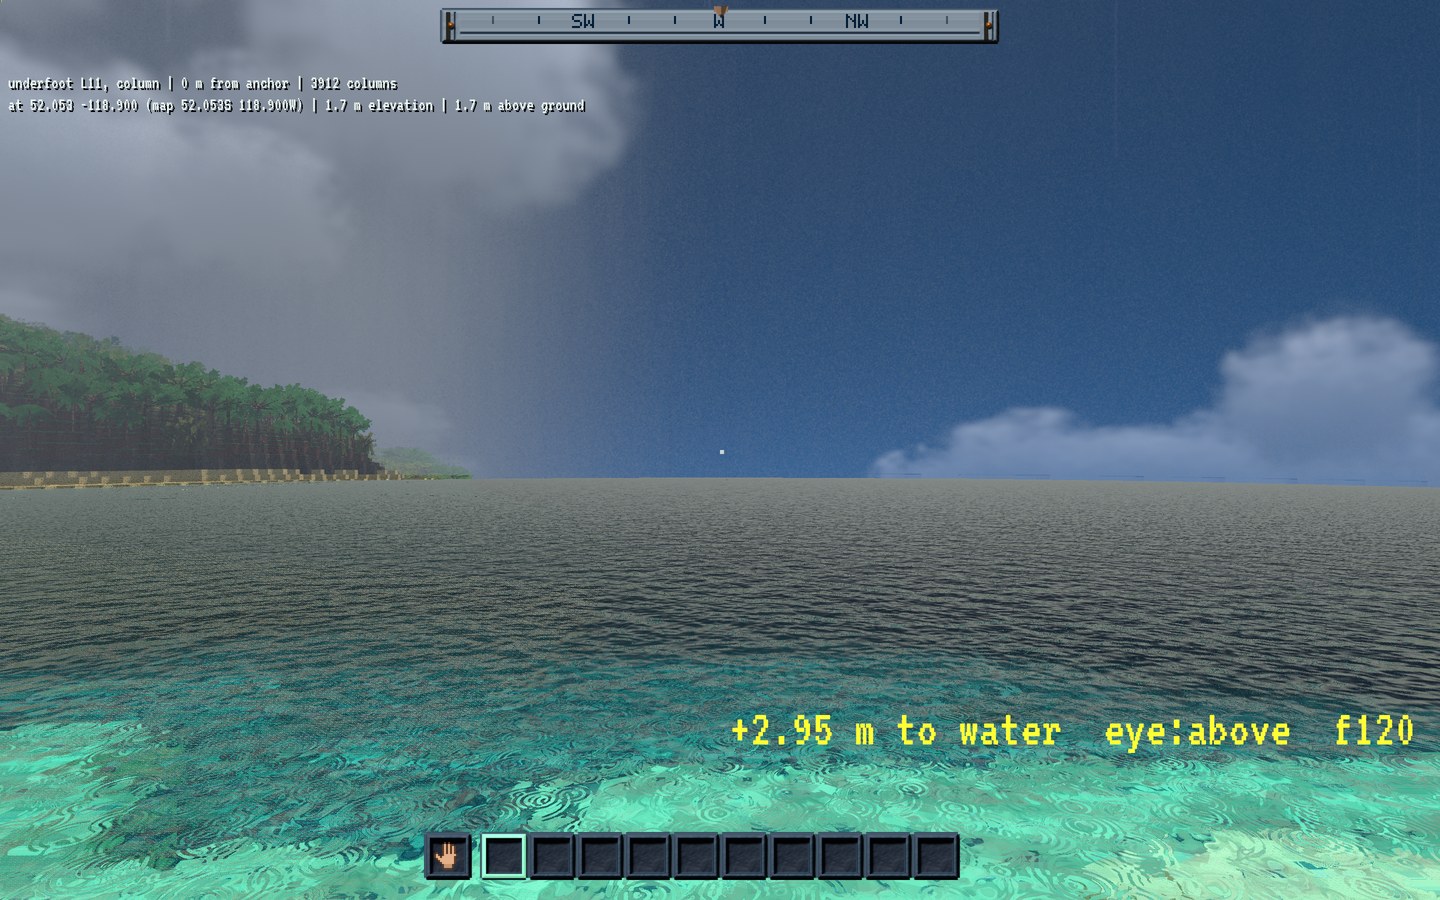 SW W NW
underfoot L11, column | 0 m from anchor | 3912 columns
at 52.053 -118.900 (map 52.053S 118.900W) | 1.7 m elevation | 1.7 m above ground
+2.95 m to water eye:above f120